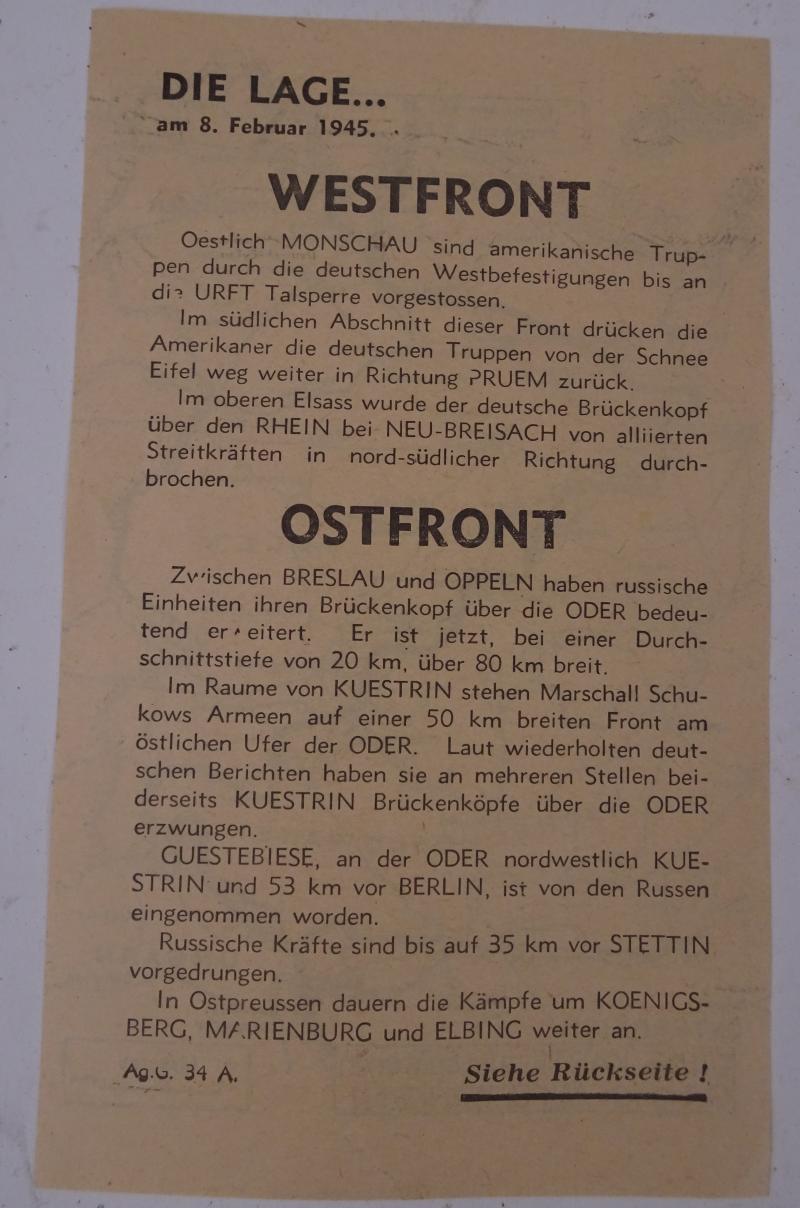 DIE LAGE...
am 8. Februar 1945.
WESTFRONT
Oestlich MONSCHAU sind amerikanische Trup-
pen durch die deutschen Westbefestigungen bis an
die URFT Talsperre vorgestossen.
Im südlichen Abschnitt dieser Front drücken die
Amerikaner die deutschen Truppen von der Schnee
Eifel weg weiter in Richtung PRUEM zurück.
Im oberen Elsass wurde der deutsche Brückenkopf
über den RHEIN bei NEU-BREISACH von alliierten
Streitkräften in nord-südlicher Richtung durch-
brochen.
OSTFRONT
Zwischen BRESLAU und OPPELN haben russische
Einheiten ihren Brückenkopf über die ODER bedeu-
tend erweitert. Er ist jetzt, bei einer Durch-
schnittstiefe von 20 km, über 80 km breit.
Im Raume von KUESTRIN stehen Marschall Schu-
kows Armeen auf einer 50 km breiten Front am
östlichen Ufer der ODER. Laut wiederholten deut-
schen Berichten haben sie an mehreren Stellen bei-
derseits KUESTRIN Brückenköpfe über die ODER
erzwungen.
GUESTEBIESE, an der ODER nordwestlich KUE-
STRIN und 53 km vor BERLIN, ist von den Russen
eingenommen worden.
Russische Kräfte sind bis auf 35 km vor STETTIN
vorgedrungen.
In Ostpreussen dauern die Kämpfe um KOENIGS-
BERG, MARIENBURG und ELBING weiter an.
Ag.G. 34 A.
Siehe Rückseite !